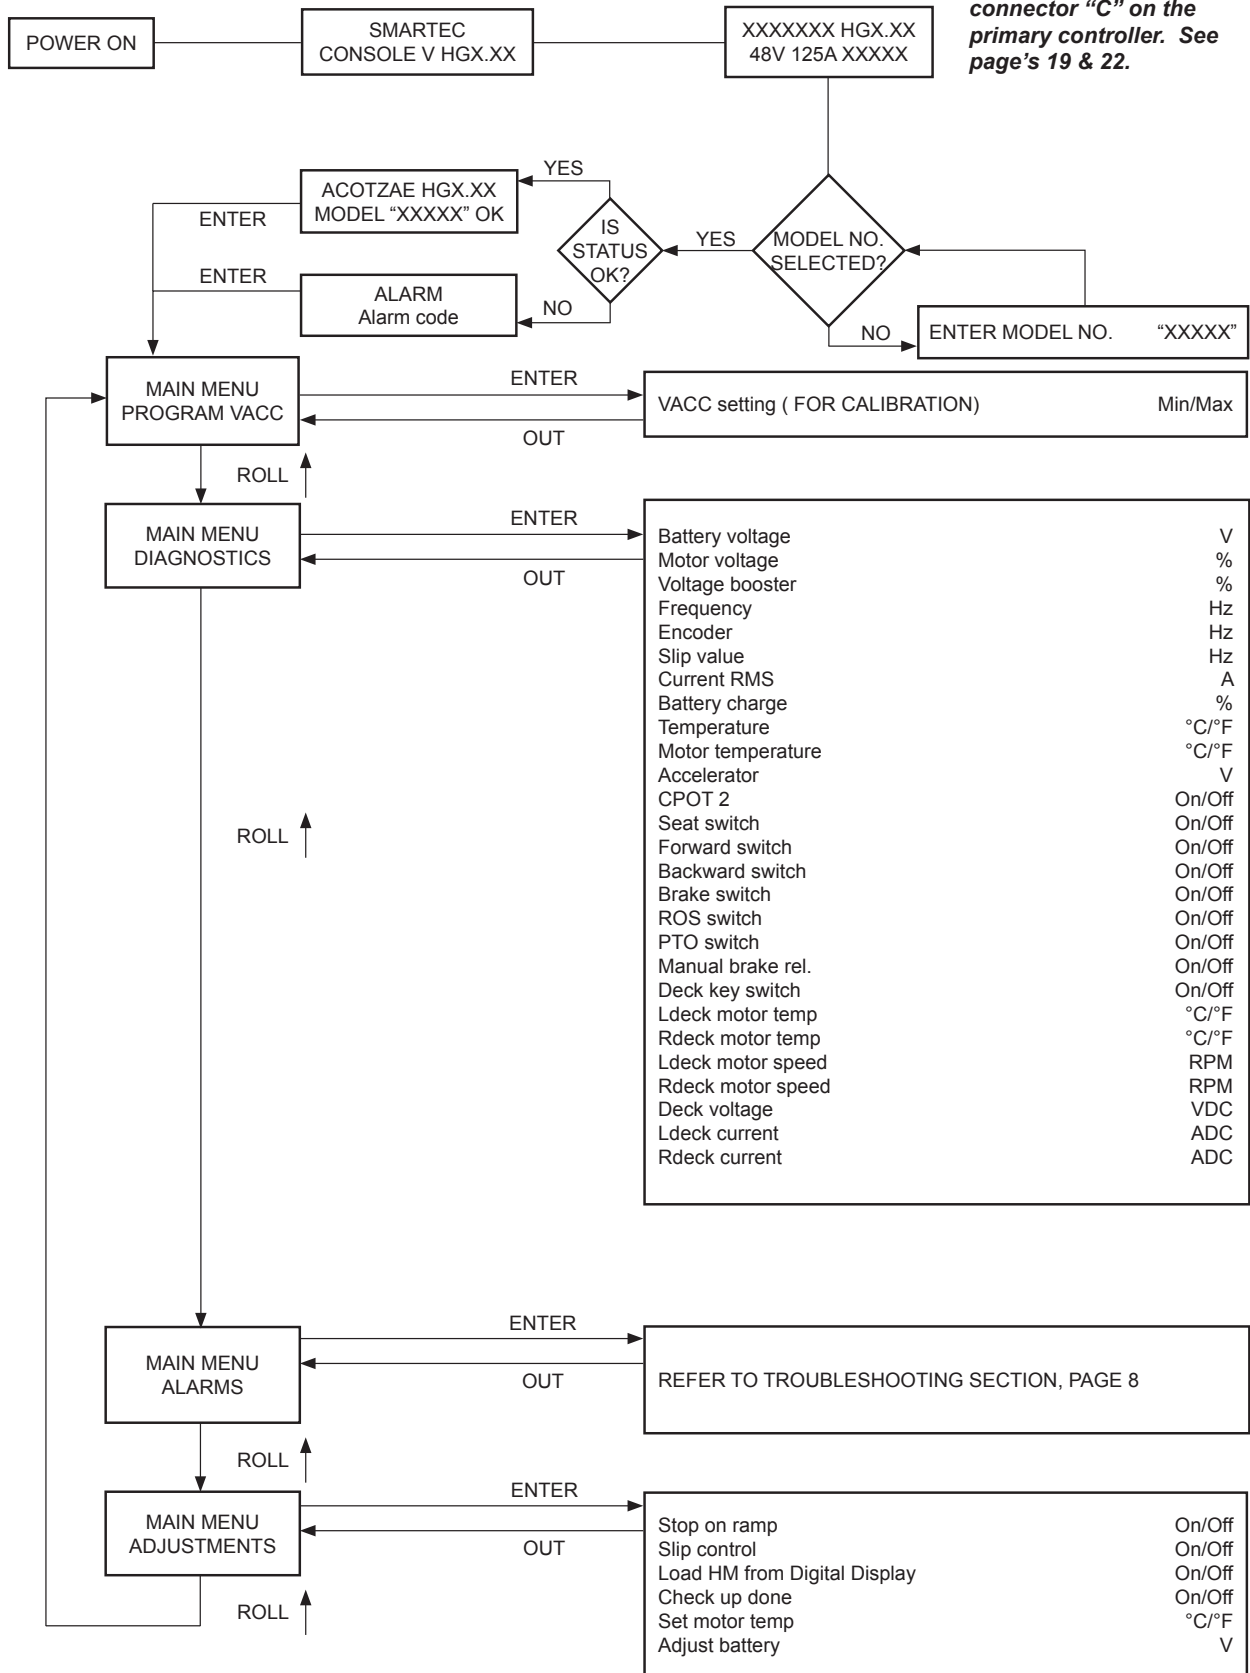 connector “C” on the
primary controller.  See
page’s 19 & 22.
POWER ON
SMARTEC
CONSOLE V HGX.XX
XXXXXXX HGX.XX
48V 125A XXXXX
YES
ACOTZAE HGX.XX
MODEL “XXXXX” OK
ENTER
IS
STATUS
OK?
YES
MODEL NO.
SELECTED?
ENTER
ALARM
Alarm code
NO
NO
ENTER MODEL NO. “XXXXX”
MAIN MENU
PROGRAM VACC
ENTER
OUT
VACC setting ( FOR CALIBRATION) Min/Max
ROLL
MAIN MENU
DIAGNOSTICS
ENTER
OUT
Battery voltage V
Motor voltage %
Voltage booster %
Frequency Hz
Encoder Hz
Slip value Hz
Current RMS A
Battery charge %
Temperature °C/°F
Motor temperature °C/°F
Accelerator V
CPOT 2 On/Off
Seat switch On/Off
Forward switch On/Off
Backward switch On/Off
Brake switch On/Off
ROS switch On/Off
PTO switch On/Off
Manual brake rel. On/Off
Deck key switch On/Off
Ldeck motor temp °C/°F
Rdeck motor temp °C/°F
Ldeck motor speed RPM
Rdeck motor speed RPM
Deck voltage VDC
Ldeck current ADC
Rdeck current ADC
ROLL
MAIN MENU
ALARMS
ENTER
OUT
REFER TO TROUBLESHOOTING SECTION, PAGE 8
ROLL
MAIN MENU
ADJUSTMENTS
ENTER
OUT
Stop on ramp On/Off
Slip control On/Off
Load HM from Digital Display On/Off
Check up done On/Off
Set motor temp °C/°F
Adjust battery V
ROLL